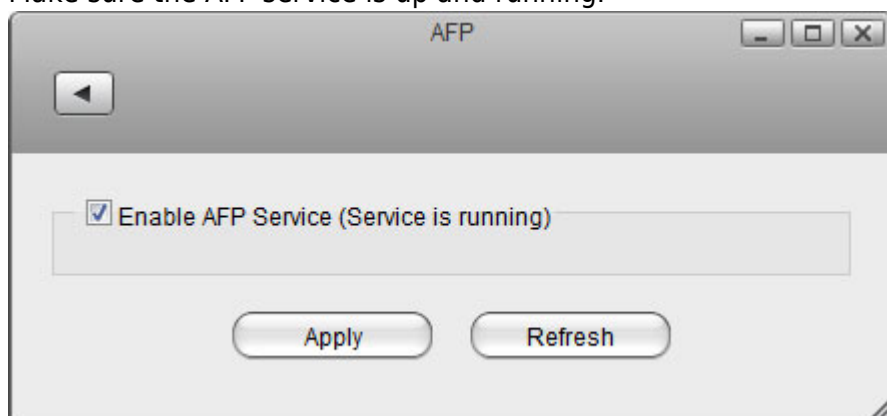 Make sure the AFP service is up and running.
AFP
Enable AFP Service (Service is running)
Apply
Refresh